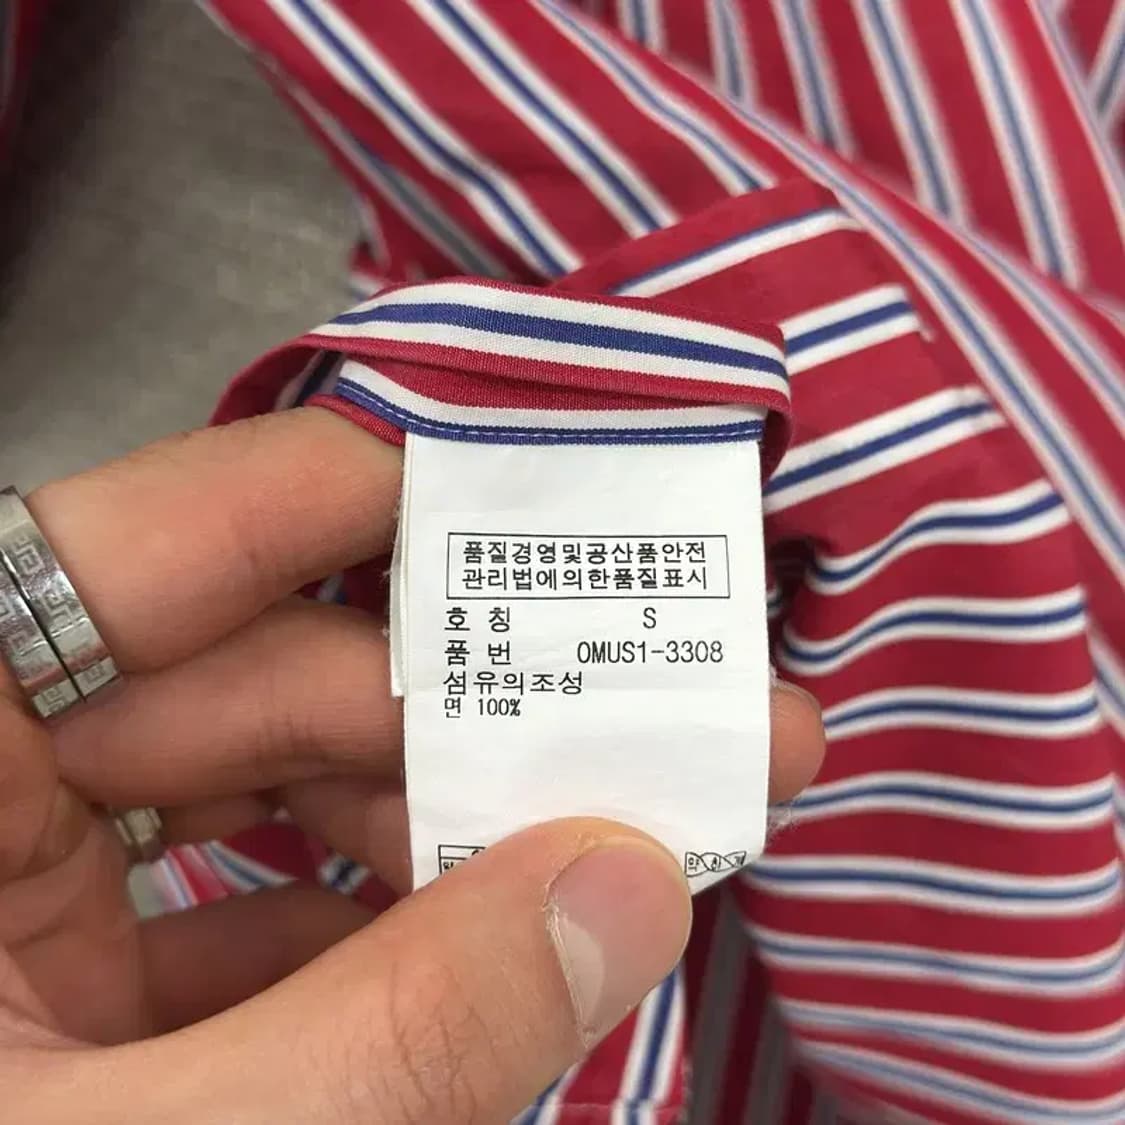 품질경영및공산품안전
관리법에의한품질표시
호 칭 S
품 번 OMUS1-3308
섬유의조성
면 100%